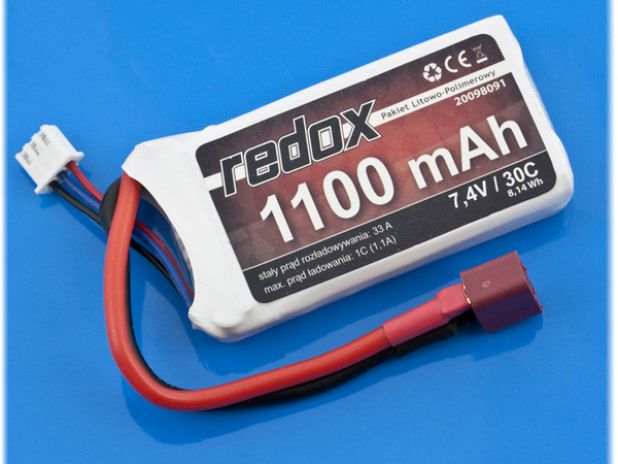 Pakiet Litowo-Polimerowy
20098091
redox
1100 mAh
7,4V / 30C
8,14 Wh
stały prąd rozładowywania: 33 A
max. prąd ładowania: 1C (1,1A)